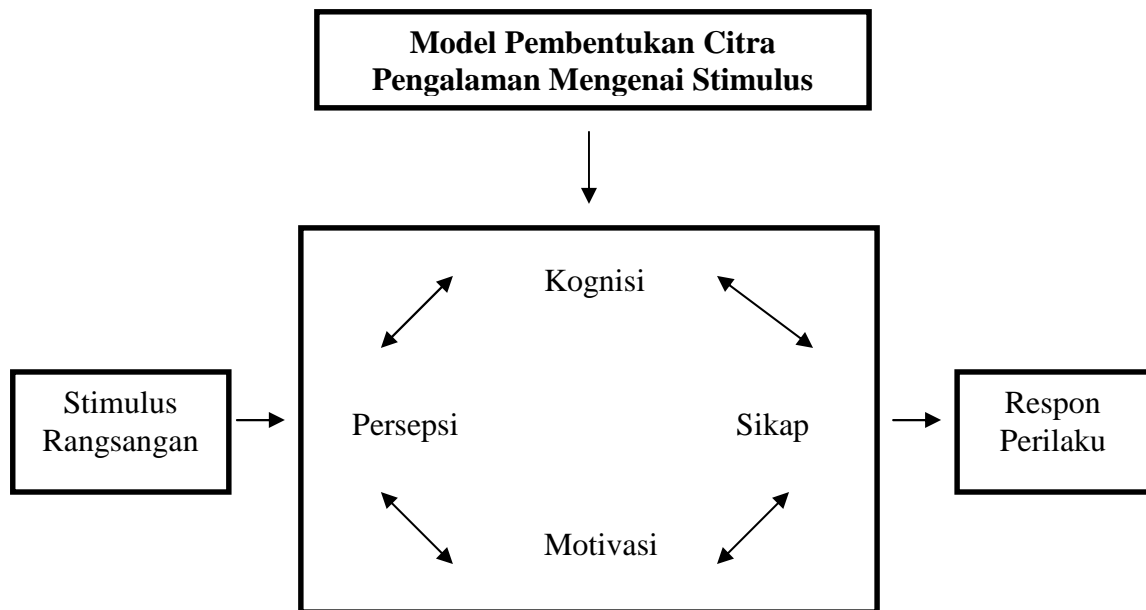 Model Pembentukan Citra
Pengalaman Mengenai Stimulus
Kognisi
Stimulus
Rangsangan
Persepsi
Sikap
Respon
Perilaku
Motivasi